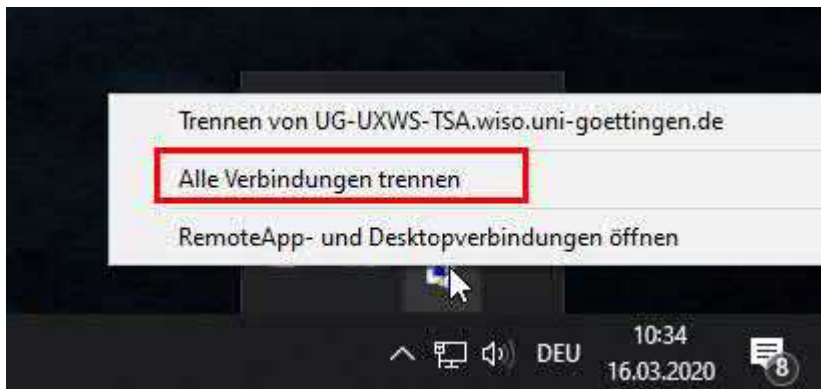 Trennen von UG-UXWS-TSA.wiso.uni-goettingen.de
Alle Verbindungen trennen
RemoteApp- und Desktopverbindungen öffnen
DEU
10:34
16.03.2020
8